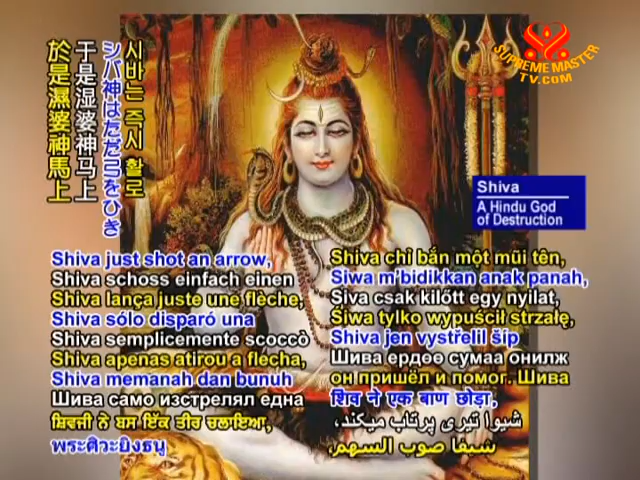 SUPREME MASTER
TV.COM
시바는 즉시 활로
シバ神はただ弓をひき
于是湿婆神马上
於是濕婆神馬上
Shiva
A Hindu God
of Destruction
Shiva just shot an arrow,
Shiva schoss einfach einen
Shiva lança juste une flèche,
Shiva sólo disparó una
Shiva semplicemente scoccò
Shiva apenas atirou a flecha,
Shiva memanah dan bunuh
Шива само изстрелял една
ਸ਼ਿਵਜੀ ਨੇ ਬਸ ਇੱਕ ਤੀਰ ਚਲਾਇਆ,
พระศิวะยิงธนู
Shiva chỉ bắn một mũi tên,
Siwa m'bidikkan anak panah,
Śiva csak kilőtt egy nyilat,
Śiwa tylko wypuścił strzałę,
Shiva jen vystřelil šíp
Шива ердөө сумаа онилж
он пришёл и помог. Шива
शिव ने एक बाण छोड़ा,
شیوا تیری پرتاب میکند،
شيفا صوب السهم،